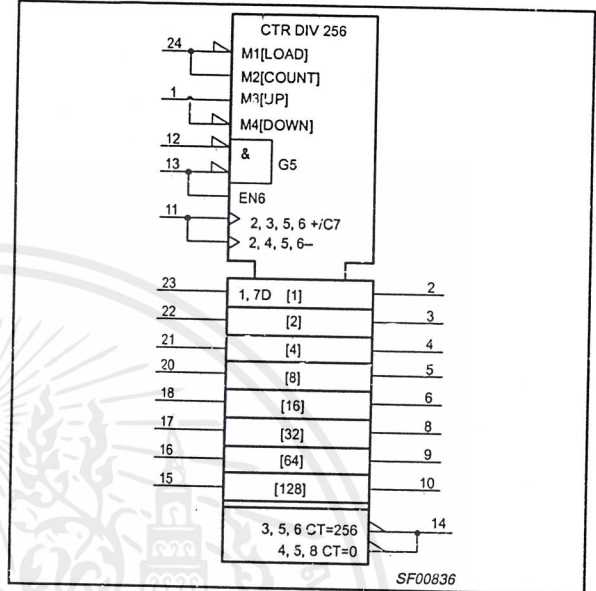 CTR DIV 256
24
M1[LOAD]
M2[COUNT]
1
M3[UP]
M4[DOWN]
12
&
13
G5
EN6
11
2, 3, 5, 6 +/C7
2, 4, 5, 6–
23
1, 7D [1]
2
22
[2]
3
21
[4]
4
20
[8]
5
18
[16]
6
17
[32]
8
16
[64]
9
15
[128]
10
3, 5, 6 CT=256
14
4, 5, 8 CT=0
SF00836